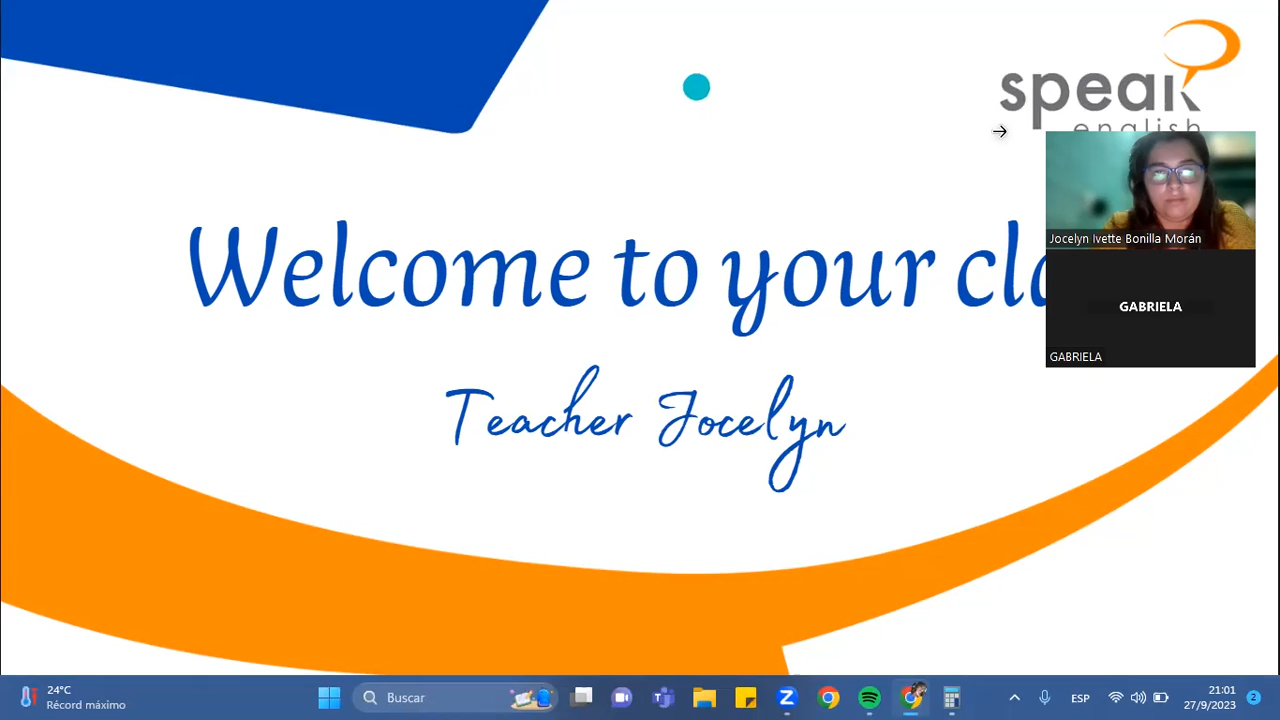 speak
english
Welcome to your cla
Teacher Jocelyn
Jocelyn Ivette Bonilla Morán
GABRIELA
GABRIELA
24°C
Récord máximo
Buscar
ESP
21:01
27/9/2023
2